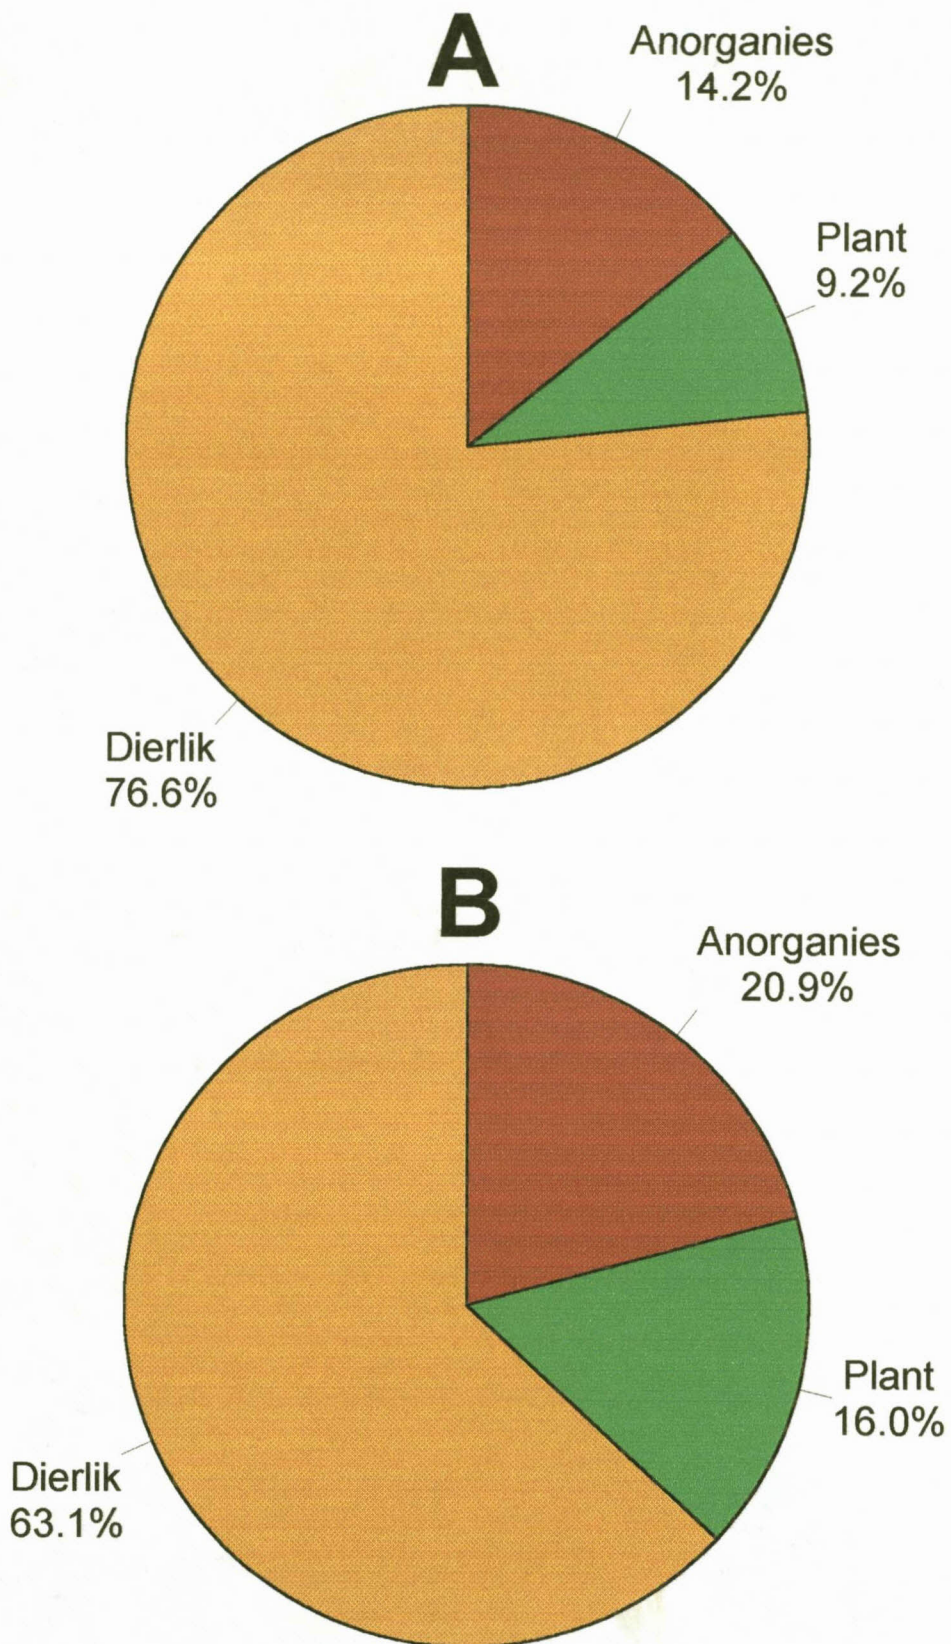 A
Anorganies
14.2%
Plant
9.2%
Dierlik
76.6%
B
Anorganies
20.9%
Plant
16.0%
Dierlik
63.1%